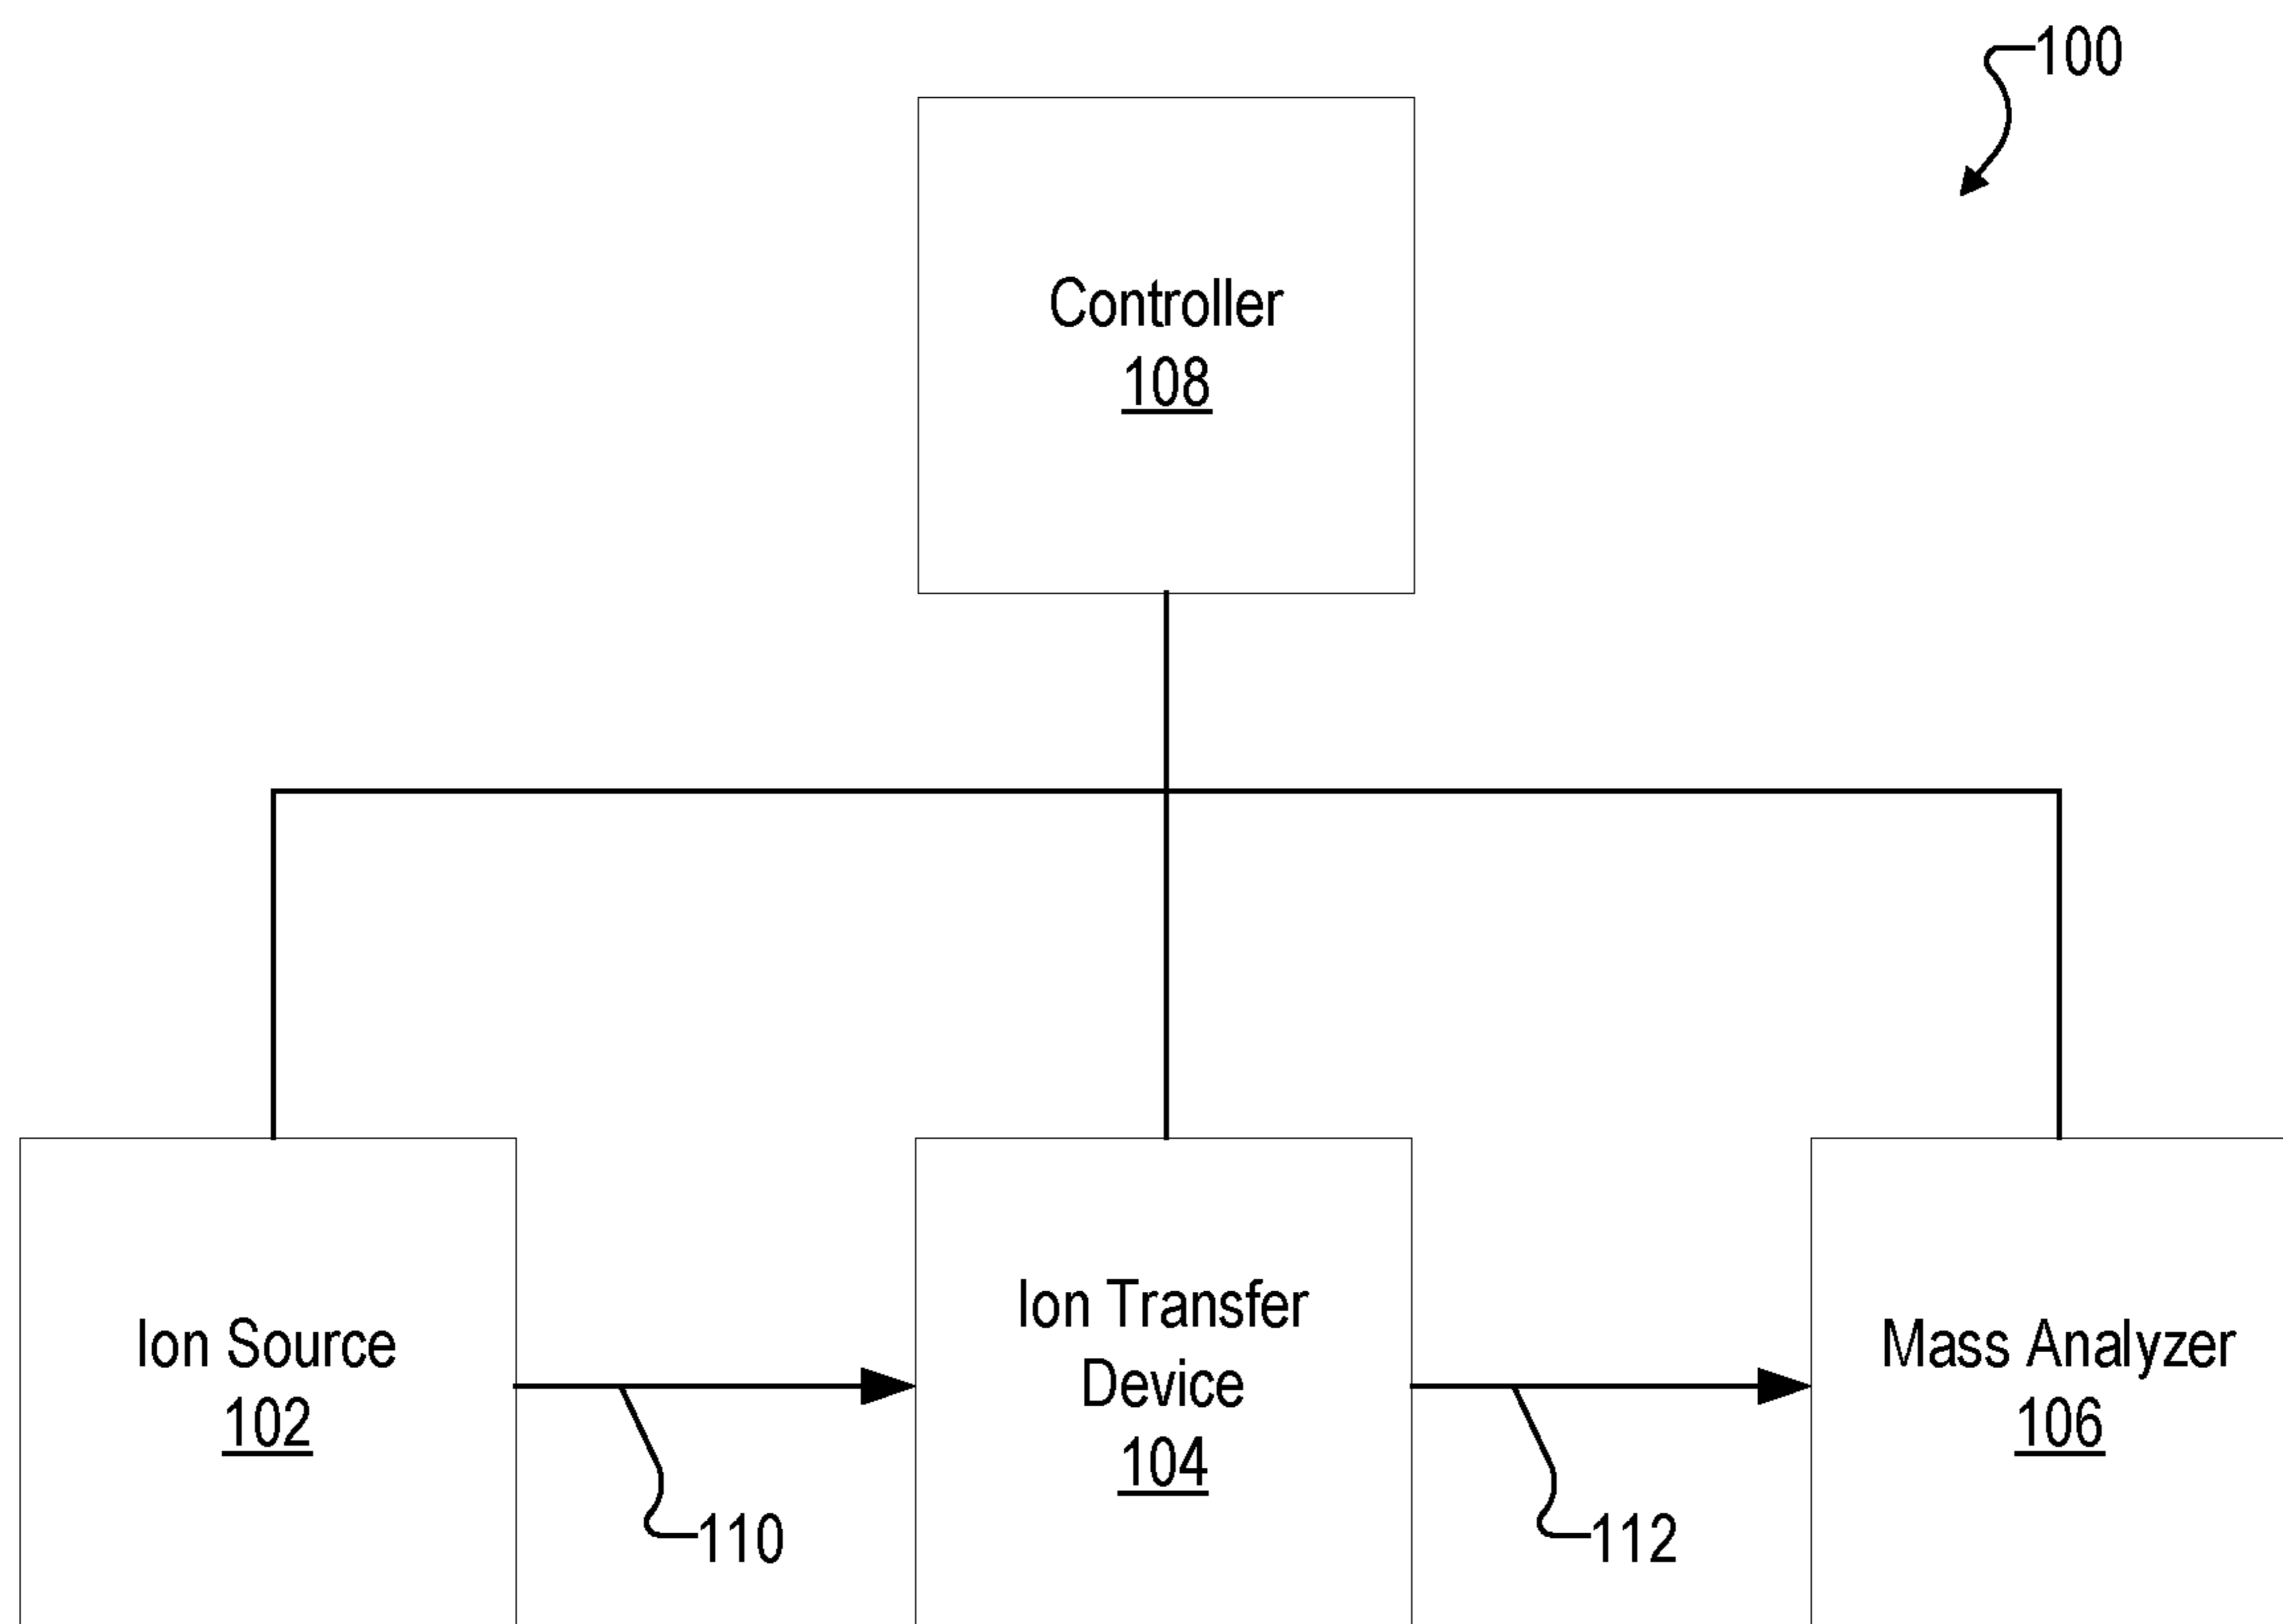 100
Controller
108
Ion Source
102
Ion Transfer
Device
104
Mass Analyzer
106
110
112